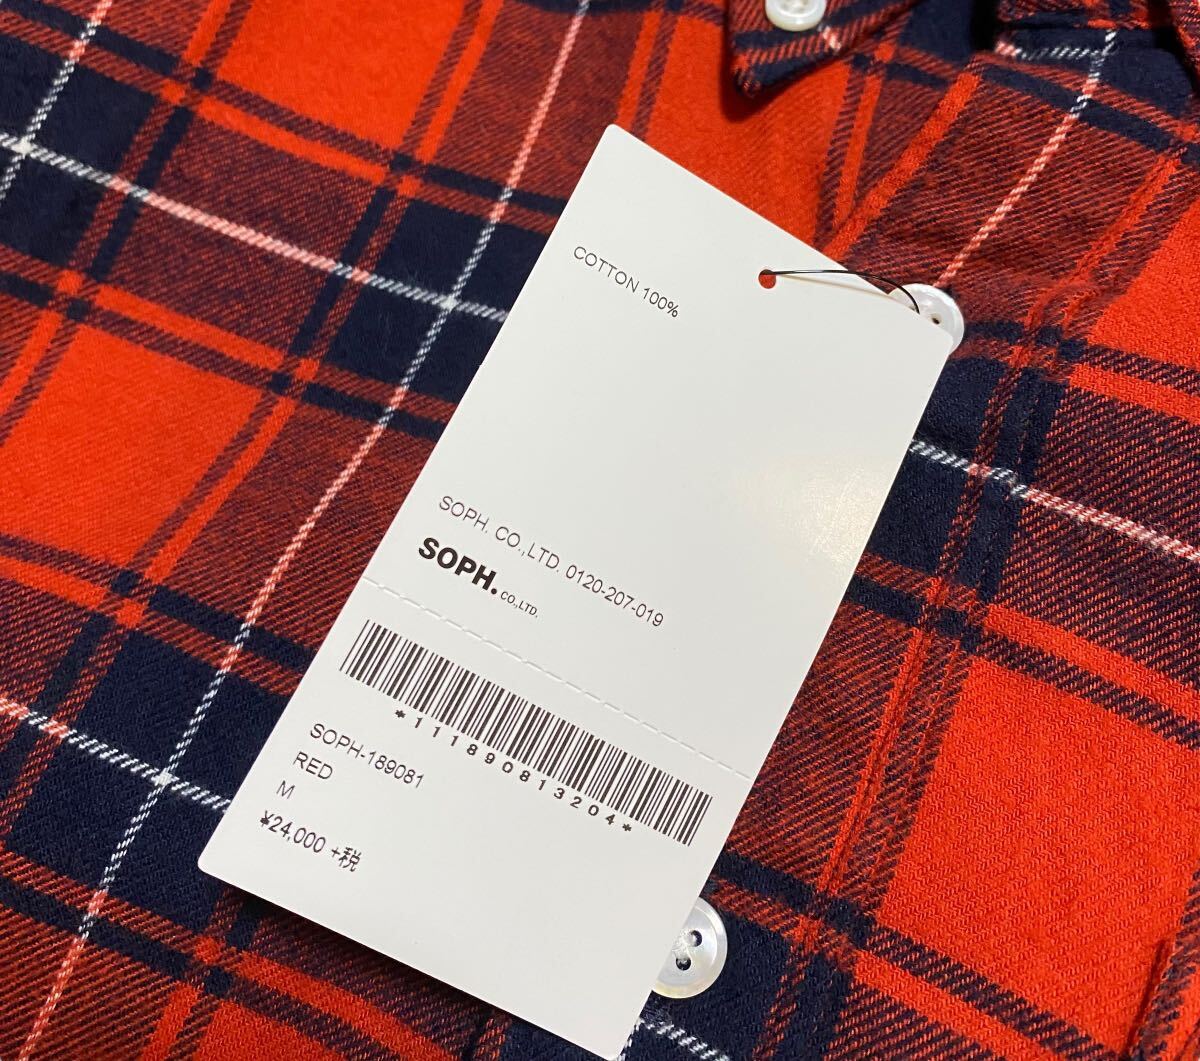 COTTON 100%
SOPH. CO.,LTD. 0120-207-019
SOPH. CO.,LTD.
*111890813204*
SOPH-189081
RED
M
¥24,000 +税